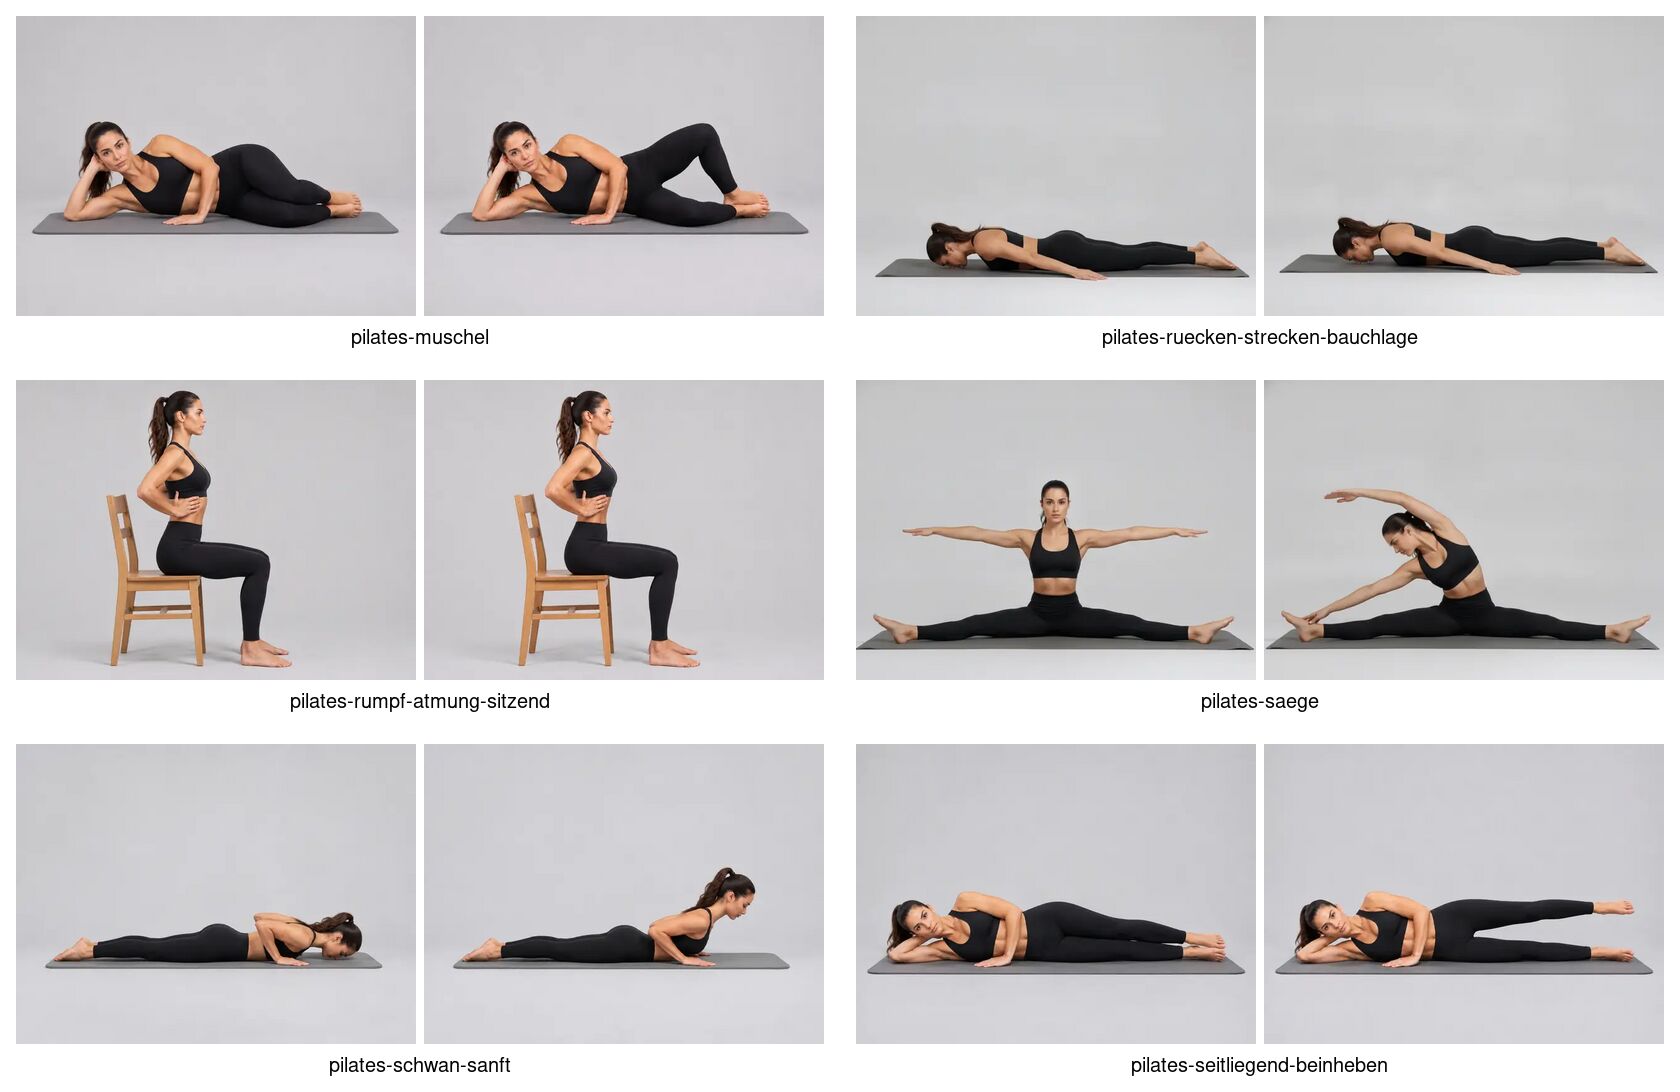 pilates-muschel
pilates-ruecken-strecken-bauchlage
pilates-rumpf-atmung-sitzend
pilates-saege
pilates-schwan-sanft
pilates-seitliegend-beinheben